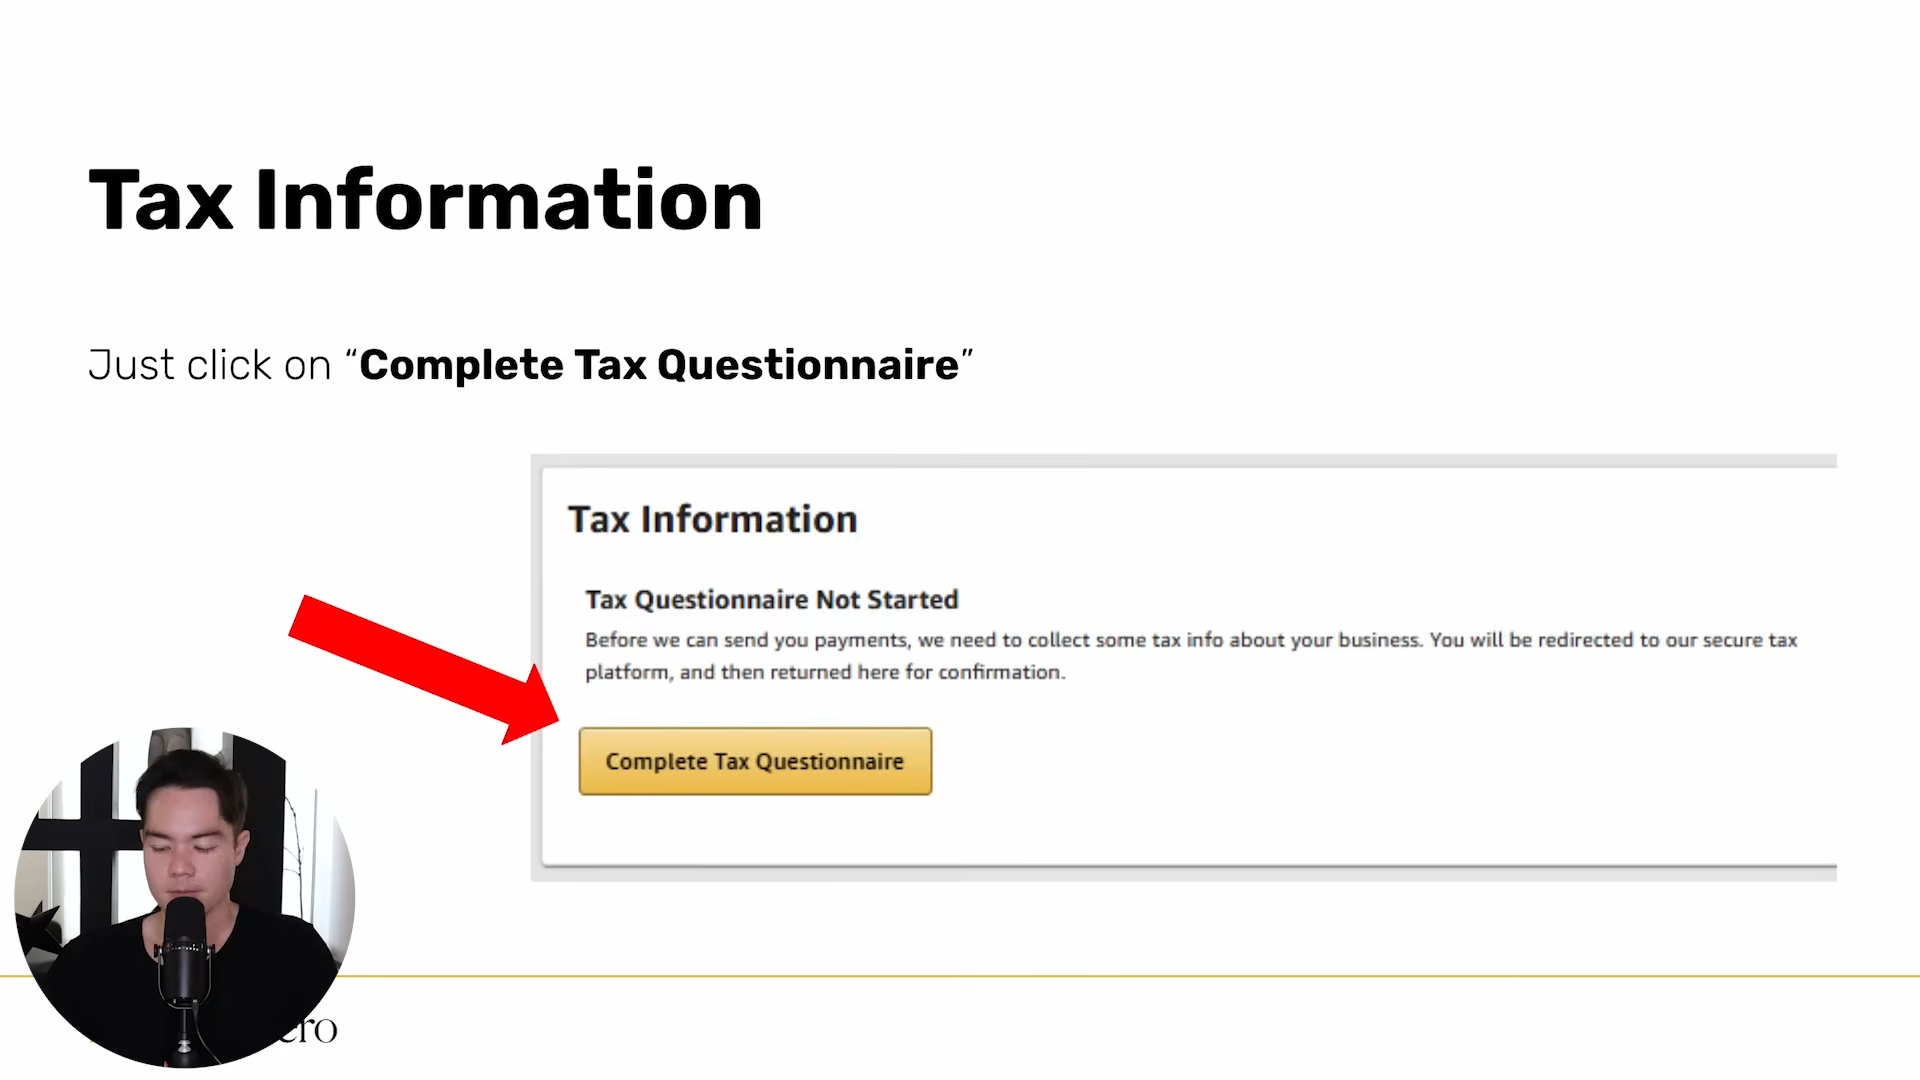 Tax Information
Just click on “Complete Tax Questionnaire”
Tax Information
Tax Questionnaire Not Started
Before we can send you payments, we need to collect some tax info about your business. You will be redirected to our secure tax
platform, and then returned here for confirmation.
Complete Tax Questionnaire